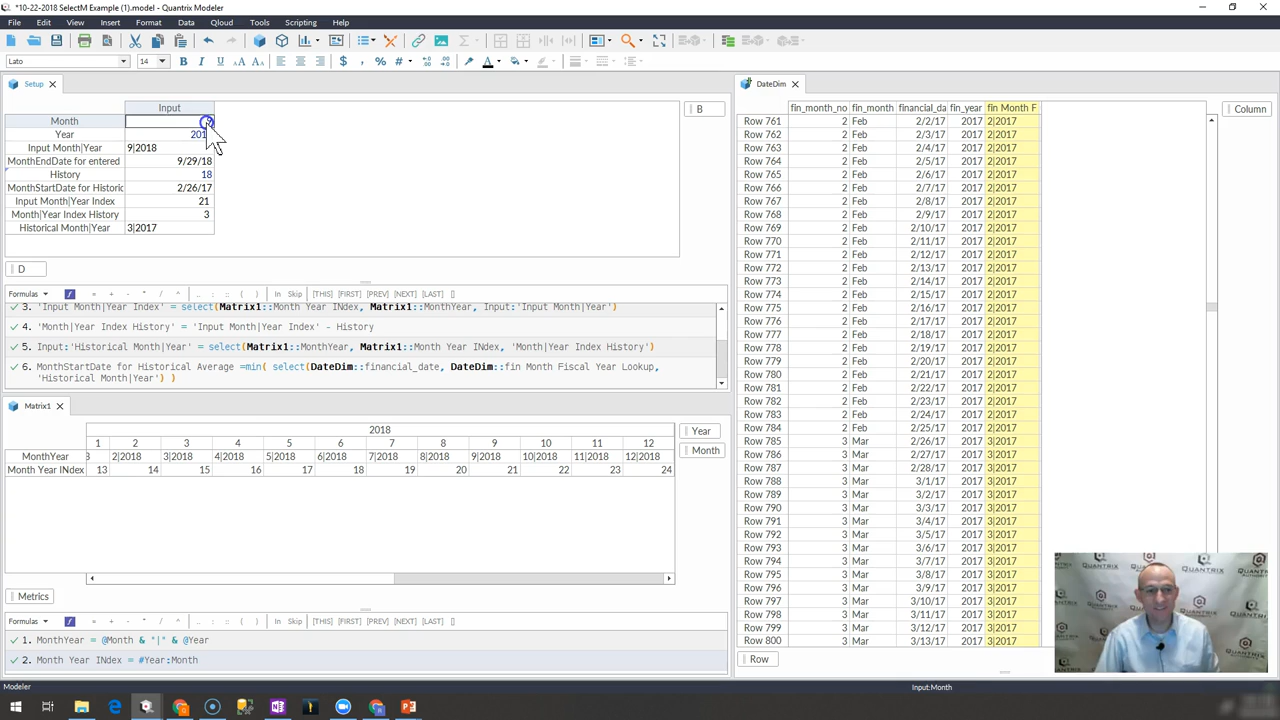 *10-22-2018 SelectM Example (1).model - Quantrix Modeler
File Edit View Insert Format Data Qloud Tools Scripting Help
Lato 14
Setup
Input
Month
Year 201
Input Month|Year 9|2018
MonthEndDate for entered 9/29/18
History 18
MonthStartDate for Historic 2/26/17
Input Month|Year Index 21
Month|Year Index History 3
Historical Month|Year 3|2017
B
D
Formulas In Skip [THIS] [FIRST] [PREV] [NEXT] [LAST] []
3. 'Input Month|Year Index' = select(Matrix1::Month Year INdex, Matrix1::MonthYear, Input:'Input Month|Year')
4. 'Month|Year Index History' = 'Input Month|Year Index' - History
5. Input:'Historical Month|Year' = select(Matrix1::MonthYear, Matrix1::Month Year INdex, 'Month|Year Index History')
6. MonthStartDate for Historical Average =min( select(DateDim::financial_date, DateDim::fin Month Fiscal Year Lookup,
'Historical Month|Year') )
Matrix1
2018
1 2 3 4 5 6 7 8 9 10 11 12
MonthYear 2|2018 3|2018 4|2018 5|2018 6|2018 7|2018 8|2018 9|2018 10|2018 11|2018 12|2018
Month Year INdex 13 14 15 16 17 18 19 20 21 22 23 24
Year
Month
Metrics
Formulas In Skip [THIS] [FIRST] [PREV] [NEXT] [LAST] []
1. MonthYear = @Month & "|" & @Year
2. Month Year INdex = #Year:Month
DateDim
fin_month_no fin_month financial_da fin_year fin Month F
Row 761 2 Feb 2/2/17 2017 2|2017
Row 762 2 Feb 2/3/17 2017 2|2017
Row 763 2 Feb 2/4/17 2017 2|2017
Row 764 2 Feb 2/5/17 2017 2|2017
Row 765 2 Feb 2/6/17 2017 2|2017
Row 766 2 Feb 2/7/17 2017 2|2017
Row 767 2 Feb 2/8/17 2017 2|2017
Row 768 2 Feb 2/9/17 2017 2|2017
Row 769 2 Feb 2/10/17 2017 2|2017
Row 770 2 Feb 2/11/17 2017 2|2017
Row 771 2 Feb 2/12/17 2017 2|2017
Row 772 2 Feb 2/13/17 2017 2|2017
Row 773 2 Feb 2/14/17 2017 2|2017
Row 774 2 Feb 2/15/17 2017 2|2017
Row 775 2 Feb 2/16/17 2017 2|2017
Row 776 2 Feb 2/17/17 2017 2|2017
Row 777 2 Feb 2/18/17 2017 2|2017
Row 778 2 Feb 2/19/17 2017 2|2017
Row 779 2 Feb 2/20/17 2017 2|2017
Row 780 2 Feb 2/21/17 2017 2|2017
Row 781 2 Feb 2/22/17 2017 2|2017
Row 782 2 Feb 2/23/17 2017 2|2017
Row 783 2 Feb 2/24/17 2017 2|2017
Row 784 2 Feb 2/25/17 2017 2|2017
Row 785 3 Mar 2/26/17 2017 3|2017
Row 786 3 Mar 2/27/17 2017 3|2017
Row 787 3 Mar 2/28/17 2017 3|2017
Row 788 3 Mar 3/1/17 2017 3|2017
Row 789 3 Mar 3/2/17 2017 3|2017
Row 790 3 Mar 3/3/17 2017 3|2017
Row 791 3 Mar 3/4/17 2017 3|2017
Row 792 3 Mar 3/5/17 2017 3|2017
Row 793 3 Mar 3/6/17 2017 3|2017
Row 794 3 Mar 3/7/17 2017 3|2017
Row 795 3 Mar 3/8/17 2017 3|2017
Row 796 3 Mar 3/9/17 2017 3|2017
Row 797 3 Mar 3/10/17 2017 3|2017
Row 798 3 Mar 3/11/17 2017 3|2017
Row 799 3 Mar 3/12/17 2017 3|2017
Row 800 3 Mar 3/13/17 2017 3|2017
Column
Row
QUANTRIX
Modeler
Input:Month